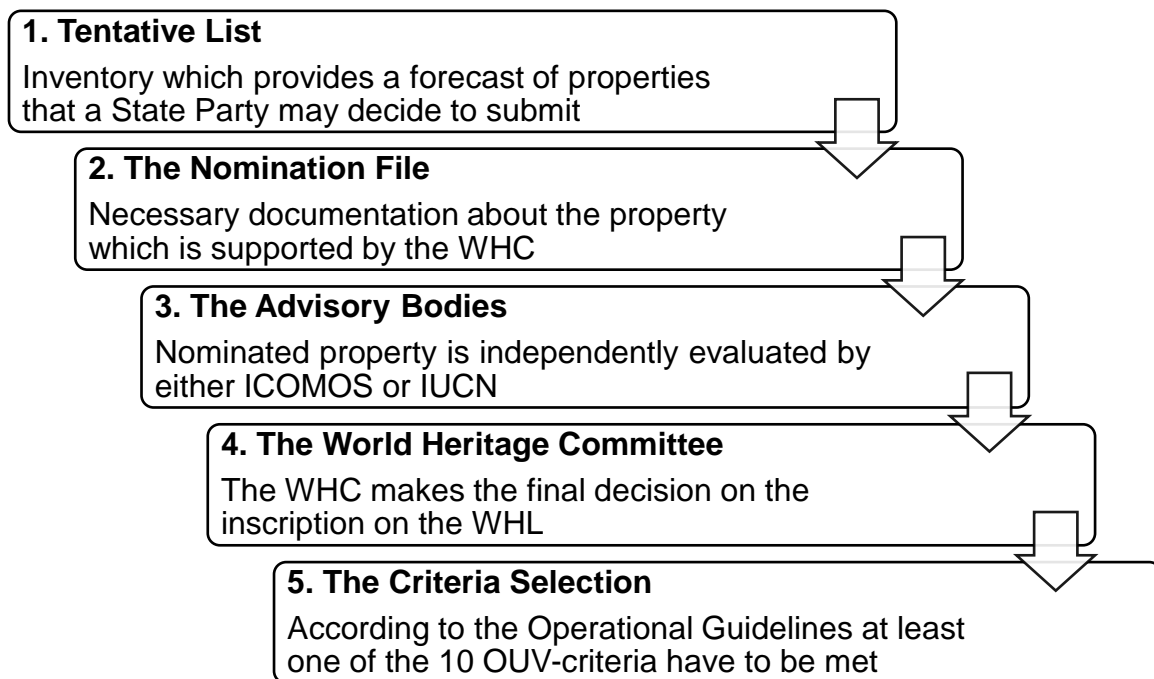 1. Tentative List
Inventory which provides a forecast of properties
that a State Party may decide to submit
2. The Nomination File
Necessary documentation about the property
which is supported by the WHC
3. The Advisory Bodies
Nominated property is independently evaluated by
either ICOMOS or IUCN
4. The World Heritage Committee
The WHC makes the final decision on the
inscription on the WHL
5. The Criteria Selection
According to the Operational Guidelines at least
one of the 10 OUV-criteria have to be met